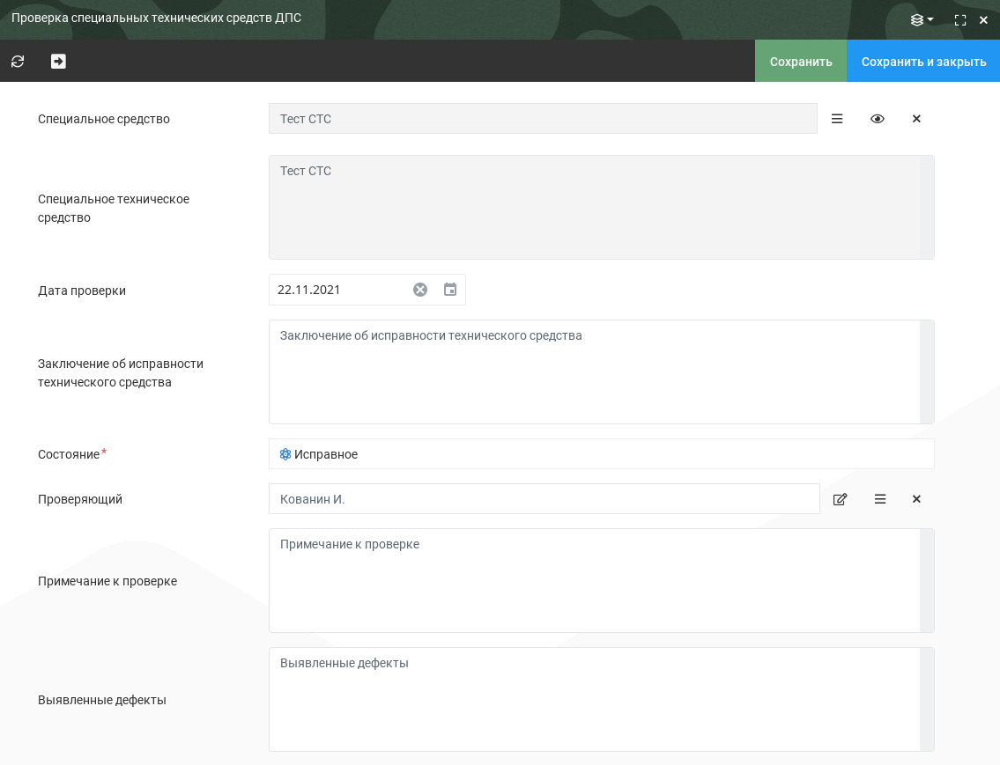 Проверка специальных технических средств ДПС
Сохранить
Сохранить и закрыть
Специальное средство
Тест СТС
Специальное техническое
средство
Тест СТС
Дата проверки
22.11.2021
Заключение об исправности
технического средства
Заключение об исправности технического средства
Состояние*
Исправное
Проверяющий
Кованин И.
Примечание к проверке
Примечание к проверке
Выявленные дефекты
Выявленные дефекты